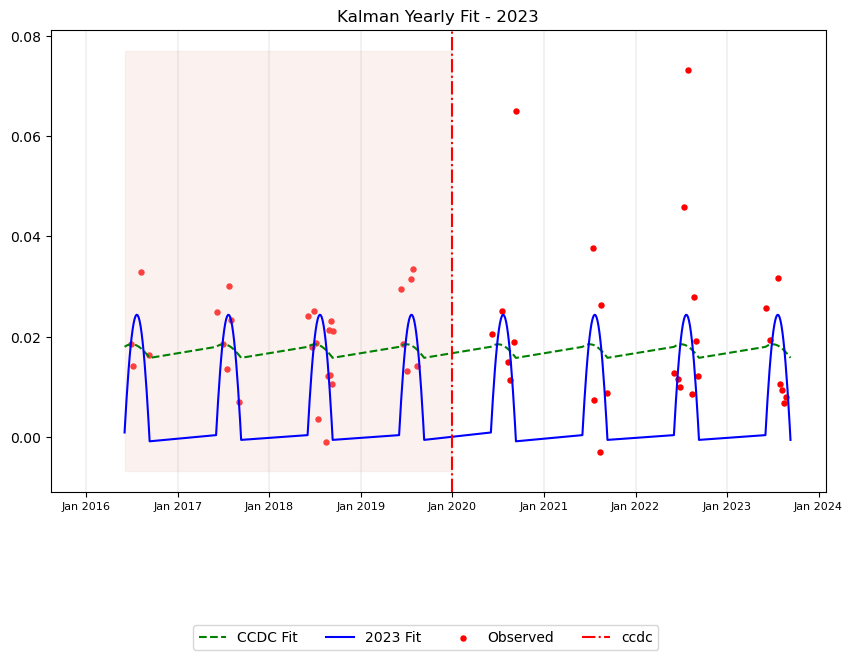 Kalman Yearly Fit - 2023
0.08
0.06
0.04
0.02
0.00
Jan 2016 Jan 2017 Jan 2018 Jan 2019 Jan 2020 Jan 2021 Jan 2022 Jan 2023 Jan 2024
CCDC Fit 2023 Fit Observed ccdc